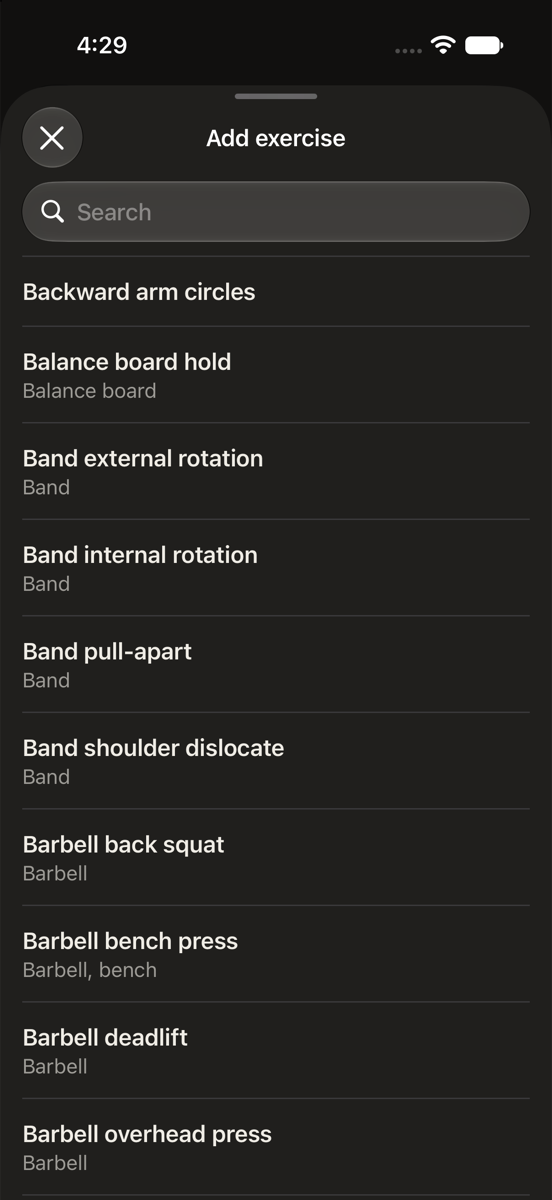 4:29
Add exercise
Search
Backward arm circles
Balance board hold
Balance board
Band external rotation
Band
Band internal rotation
Band
Band pull-apart
Band
Band shoulder dislocate
Band
Barbell back squat
Barbell
Barbell bench press
Barbell, bench
Barbell deadlift
Barbell
Barbell overhead press
Barbell